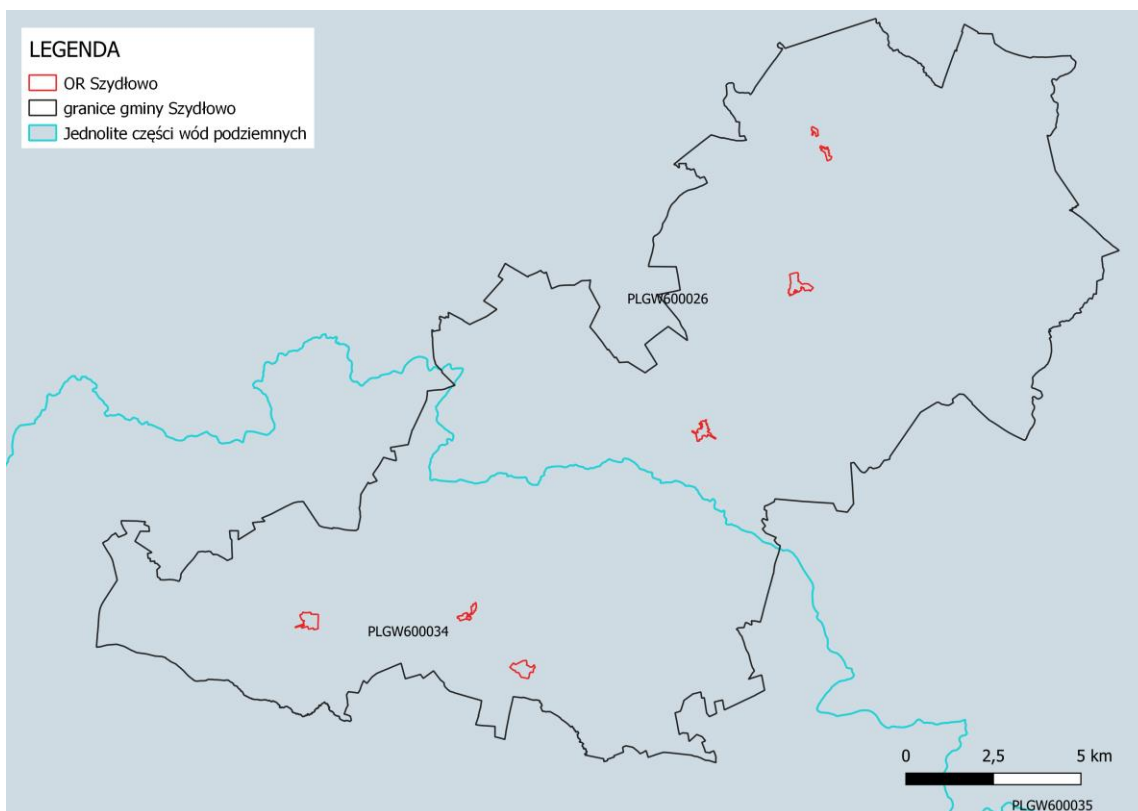 LEGENDA
OR Szydłowo
granice gminy Szydłowo
Jednolite części wód podziemnych
PLGW600026
PLGW600034
0 2,5 5 km
PLGW600035